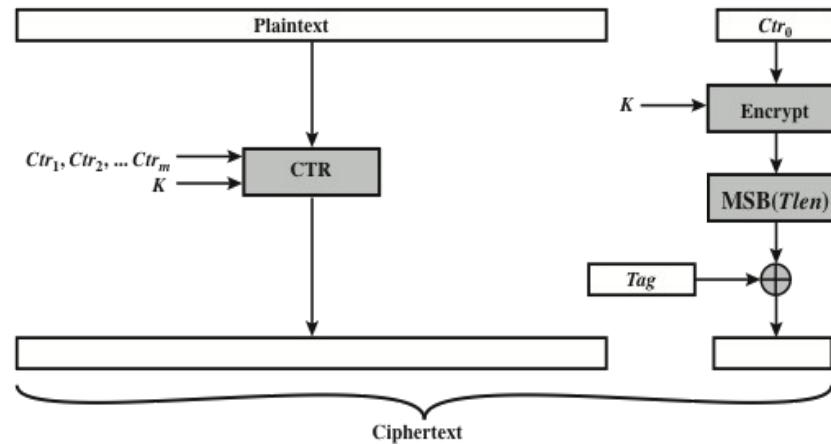 Plaintext
Ctr₀
K
Encrypt
Ctr₁, Ctr₂, ... Ctrₘ
K
CTR
MSB(Tlen)
Tag
Ciphertext